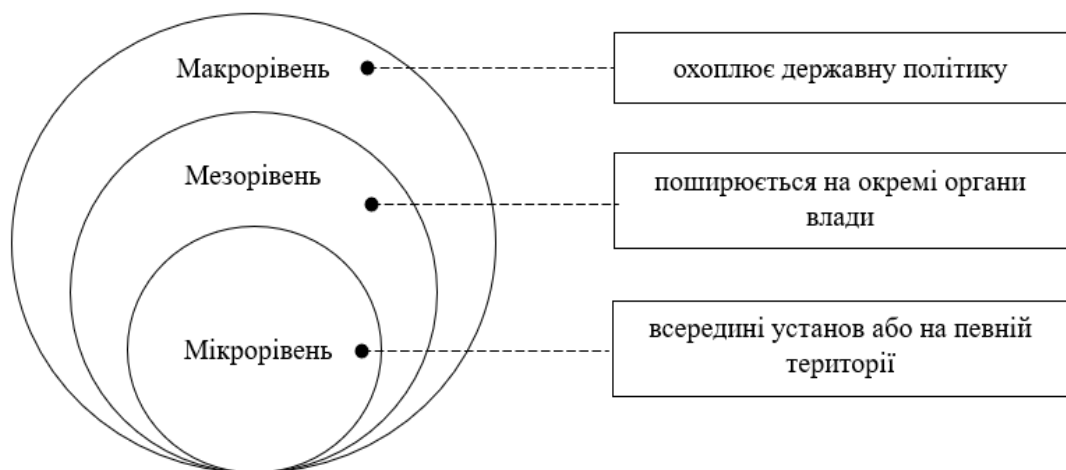 Макрорівень
охоплює державну політику
Мезорівень
поширюється на окремі органи
влади
Мікрорівень
всередині установ або на певній
території